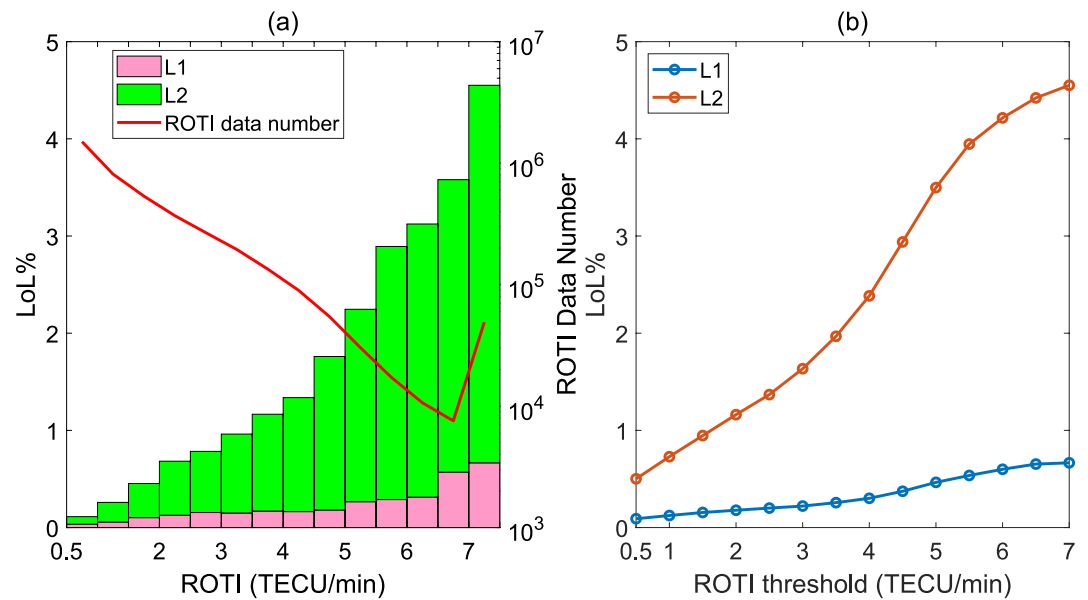 (a)
5
4
3
2
1
0
LoL%
L1
L2
ROTI data number
10^7
10^6
10^5
10^4
10^3
ROTI Data Number
0.5 2 3 4 5 6 7
ROTI (TECU/min)
(b)
5
4
3
2
1
0
LoL%
L1
L2
0.5 1 2 3 4 5 6 7
ROTI threshold (TECU/min)